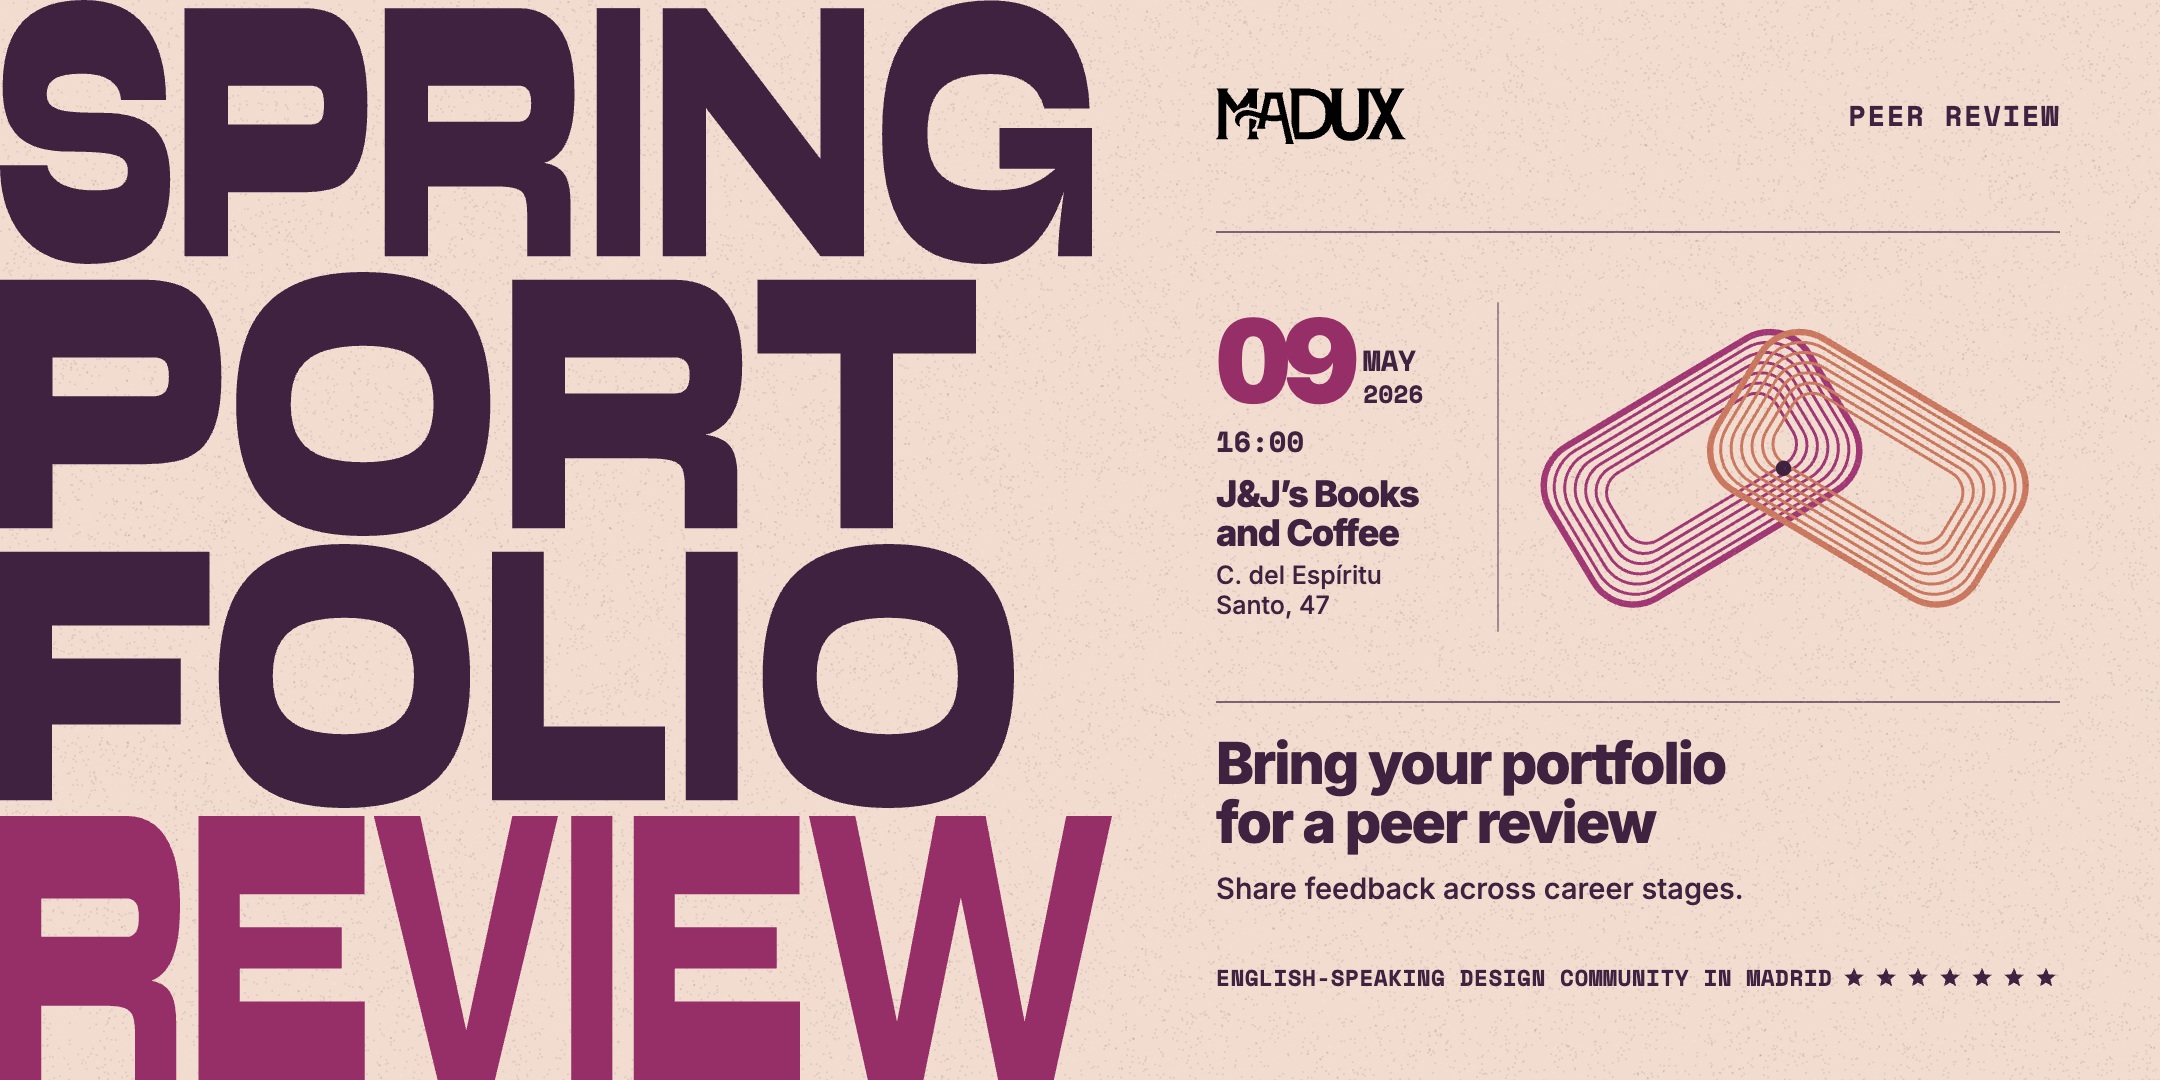 SPRING
PORT
FOLIO
REVIEW
MADUX
PEER REVIEW
09
MAY
2026
16:00
J&J’s Books
and Coffee
C. del Espíritu
Santo, 47
Bring your portfolio
for a peer review
Share feedback across career stages.
ENGLISH-SPEAKING DESIGN COMMUNITY IN MADRID ★ ★ ★ ★ ★ ★ ★